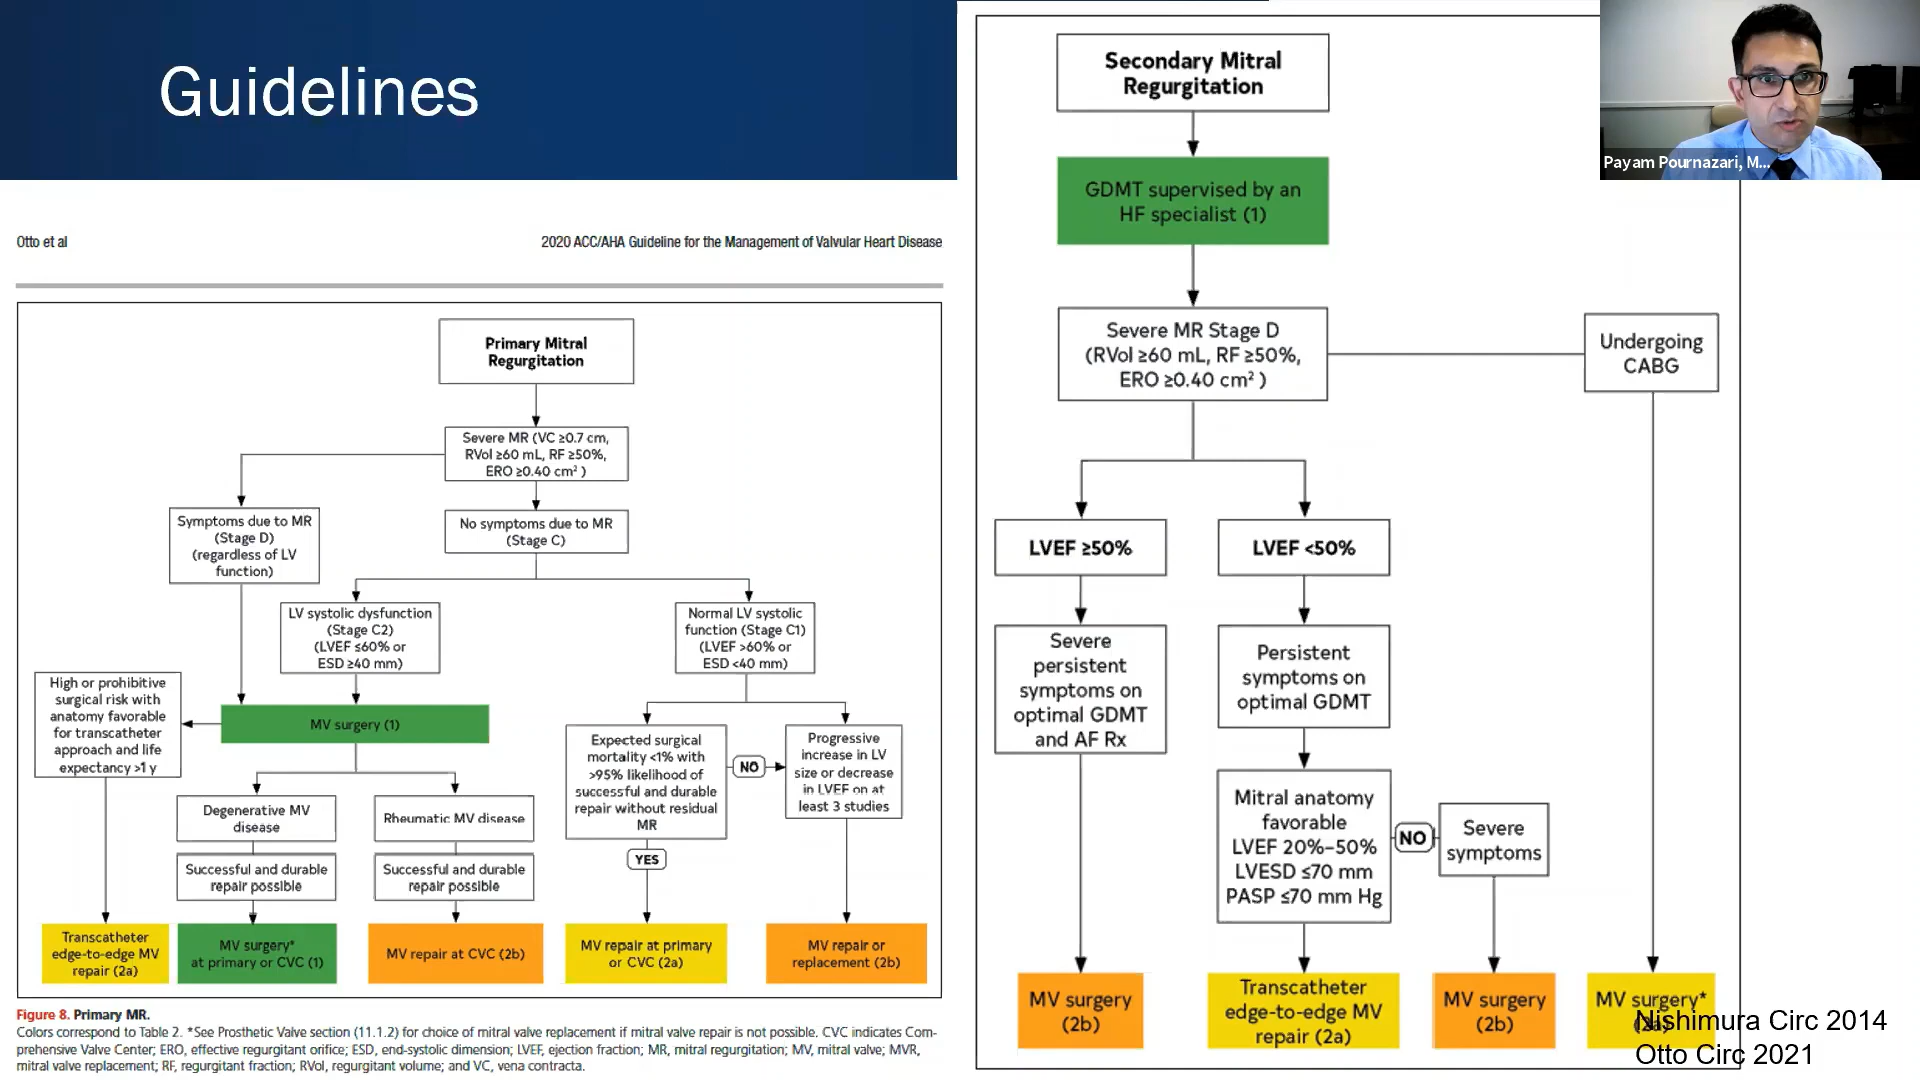 Guidelines
Otto et al
2020 ACC/AHA Guideline for the Management of Valvular Heart Disease
Primary Mitral
Regurgitation
Severe MR (VC ≥0.7 cm,
RVol ≥60 mL, RF ≥50%,
ERO ≥0.40 cm² )
Symptoms due to MR
(Stage D)
(regardless of LV
function)
No symptoms due to MR
(Stage C)
LV systolic dysfunction
(Stage C2)
(LVEF ≤60% or
ESD ≥40 mm)
Normal LV systolic
function (Stage C1)
(LVEF >60% or
ESD <40 mm)
High or prohibitive
surgical risk with
anatomy favorable
for transcatheter
approach and life
expectancy >1 y
MV surgery (1)
Expected surgical
mortality <1% with
>95% likelihood of
successful and durable
repair without residual
MR
NO
Progressive
increase in LV
size or decrease
in LVEF on at
least 3 studies
Degenerative MV
disease
Rheumatic MV disease
YES
Successful and durable
repair possible
Successful and durable
repair possible
Transcatheter
edge-to-edge MV
repair (2a)
MV surgery*
at primary or CVC (1)
MV repair at CVC (2b)
MV repair at primary
or CVC (2a)
MV repair or
replacement (2b)
Figure 8. Primary MR.
Colors correspond to Table 2. *See Prosthetic Valve section (11.1.2) for choice of mitral valve replacement if mitral valve repair is not possible. CVC indicates Com-
prehensive Valve Center; ERO, effective regurgitant orifice; ESD, end-systolic dimension; LVEF, ejection fraction; MR, mitral regurgitation; MV, mitral valve; MVR,
mitral valve replacement; RF, regurgitant fraction; RVol, regurgitant volume; and VC, vena contracta.
Secondary Mitral
Regurgitation
GDMT supervised by an
HF specialist (1)
Severe MR Stage D
(RVol ≥60 mL, RF ≥50%,
ERO ≥0.40 cm² )
Undergoing
CABG
LVEF ≥50%
LVEF <50%
Severe
persistent
symptoms on
optimal GDMT
and AF Rx
Persistent
symptoms on
optimal GDMT
Mitral anatomy
favorable
LVEF 20%–50%
LVESD ≤70 mm
PASP ≤70 mm Hg
NO
Severe
symptoms
MV surgery
(2b)
Transcatheter
edge-to-edge MV
repair (2a)
MV surgery
(2b)
MV surgery*
(2a)
Nishimura Circ 2014
Otto Circ 2021
Payam Pournazari, M...